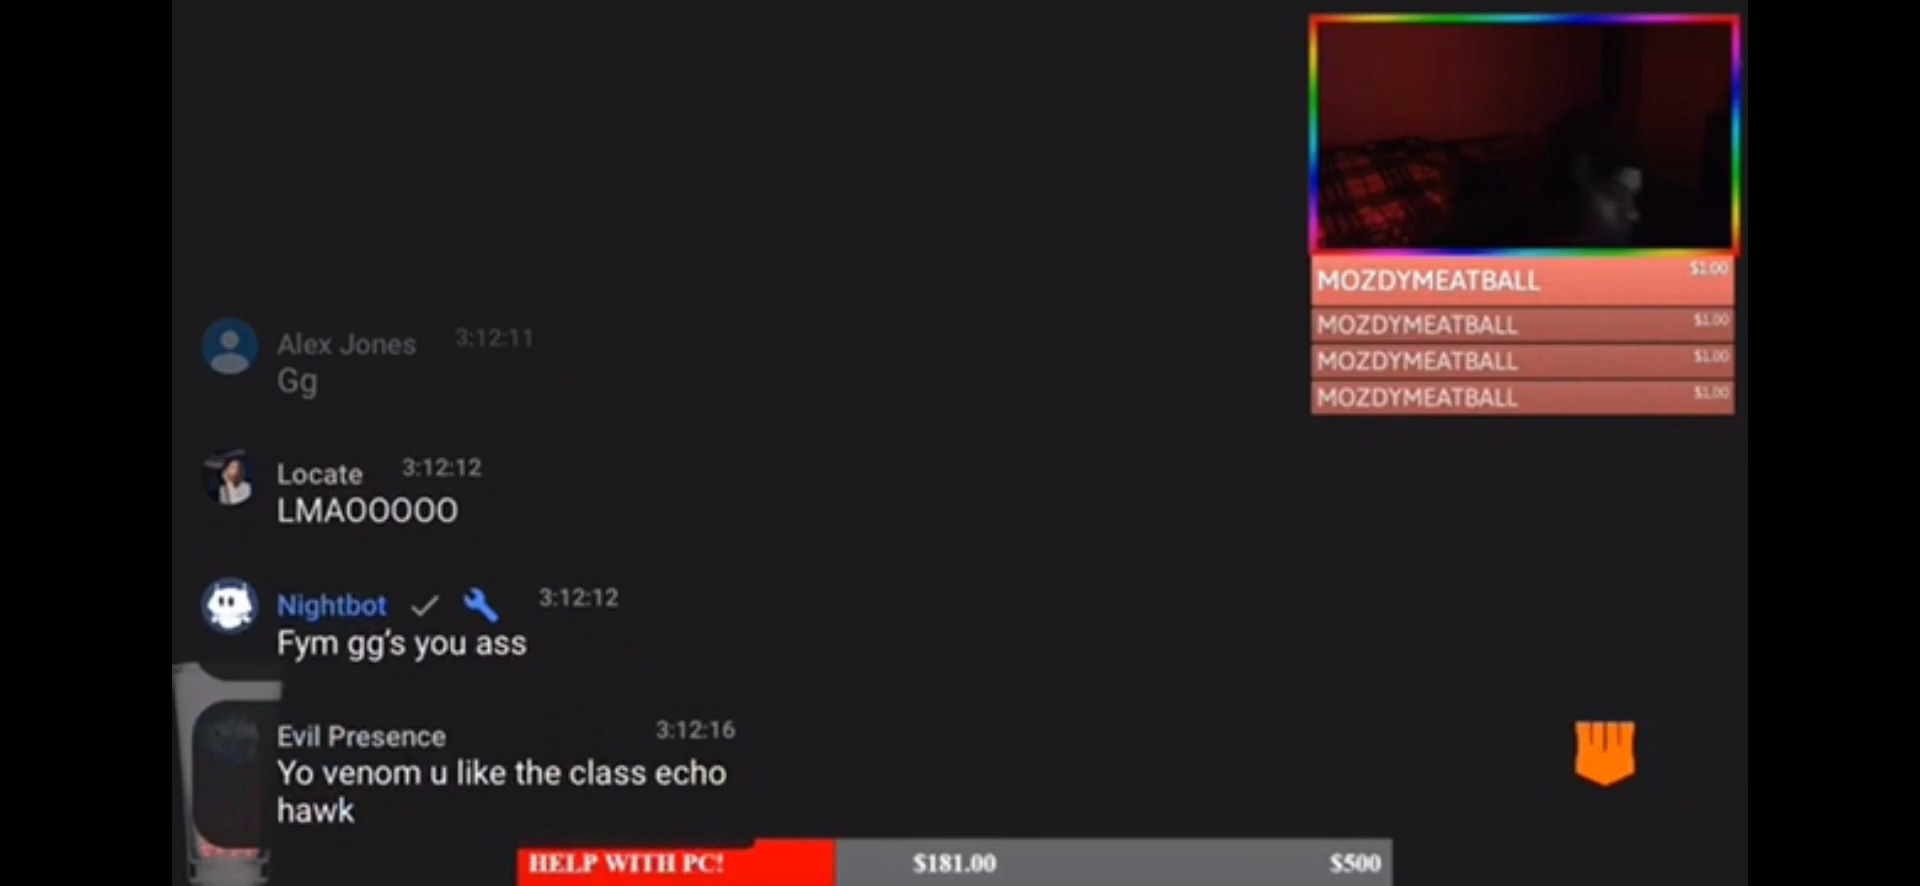 MOZDYMEATBALL $1.00
MOZDYMEATBALL $1.00
MOZDYMEATBALL $1.00
MOZDYMEATBALL $1.00
Alex Jones 3:12:11
Gg
Locate 3:12:12
LMAOOOOO
Nightbot 3:12:12
Fym gg's you ass
Evil Presence 3:12:16
Yo venom u like the class echo
hawk
HELP WITH PC! $181.00 $500